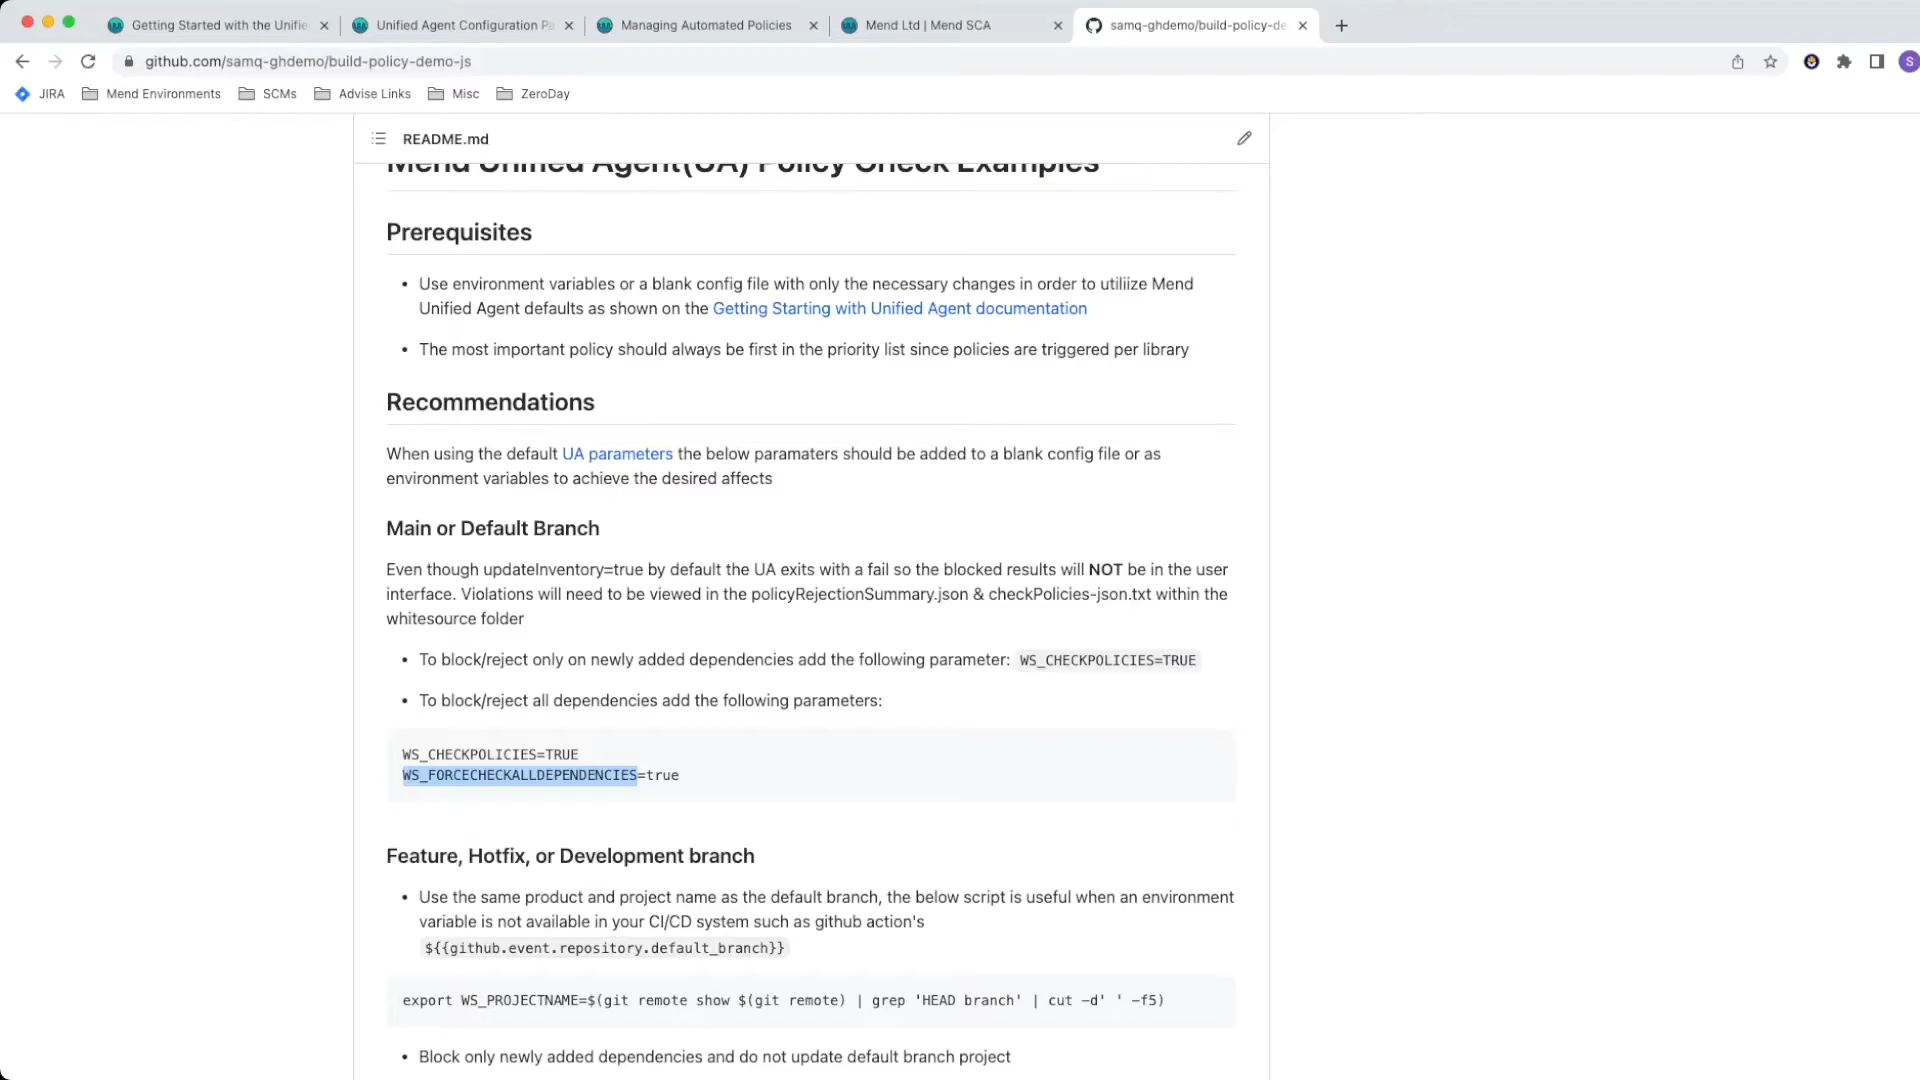 Getting Started with the Unifie
Unified Agent Configuration Pa
Managing Automated Policies
Mend Ltd | Mend SCA
samq-ghdemo/build-policy-de
github.com/samq-ghdemo/build-policy-demo-js
S
JIRA
Mend Environments
SCMs
Advise Links
Misc
ZeroDay
README.md
Mend Unified Agent(UA) Policy Check Examples
Prerequisites
• Use environment variables or a blank config file with only the necessary changes in order to utiliize Mend
Unified Agent defaults as shown on the Getting Starting with Unified Agent documentation
• The most important policy should always be first in the priority list since policies are triggered per library
Recommendations
When using the default UA parameters the below paramaters should be added to a blank config file or as
environment variables to achieve the desired affects
Main or Default Branch
Even though updateInventory=true by default the UA exits with a fail so the blocked results will NOT be in the user
interface. Violations will need to be viewed in the policyRejectionSummary.json & checkPolicies-json.txt within the
whitesource folder
• To block/reject only on newly added dependencies add the following parameter: WS_CHECKPOLICIES=TRUE
• To block/reject all dependencies add the following parameters:
WS_CHECKPOLICIES=TRUE
WS_FORCECHECKALLDEPENDENCIES=true
Feature, Hotfix, or Development branch
• Use the same product and project name as the default branch, the below script is useful when an environment
variable is not available in your CI/CD system such as github action's
${{github.event.repository.default_branch}}
export WS_PROJECTNAME=$(git remote show $(git remote) | grep 'HEAD branch' | cut -d' ' -f5)
• Block only newly added dependencies and do not update default branch project